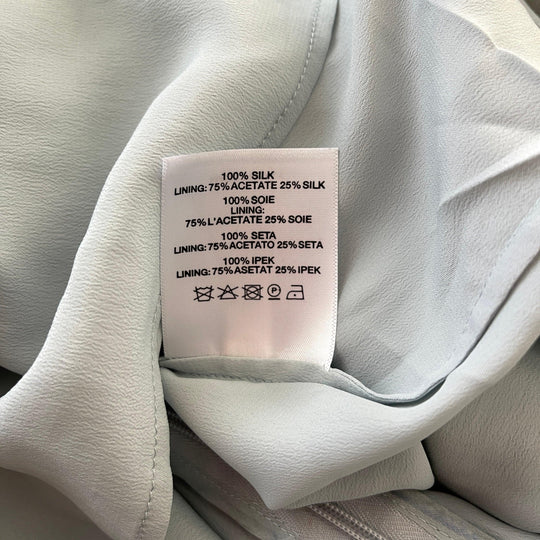 100% SILK
LINING: 75% ACETATE 25% SILK
100% SOIE
LINING:
75% L'ACETATE 25% SOIE
100% SETA
LINING: 75% ACETATO 25% SETA
100% IPEK
LINING: 75% ASETAT 25% IPEK
P